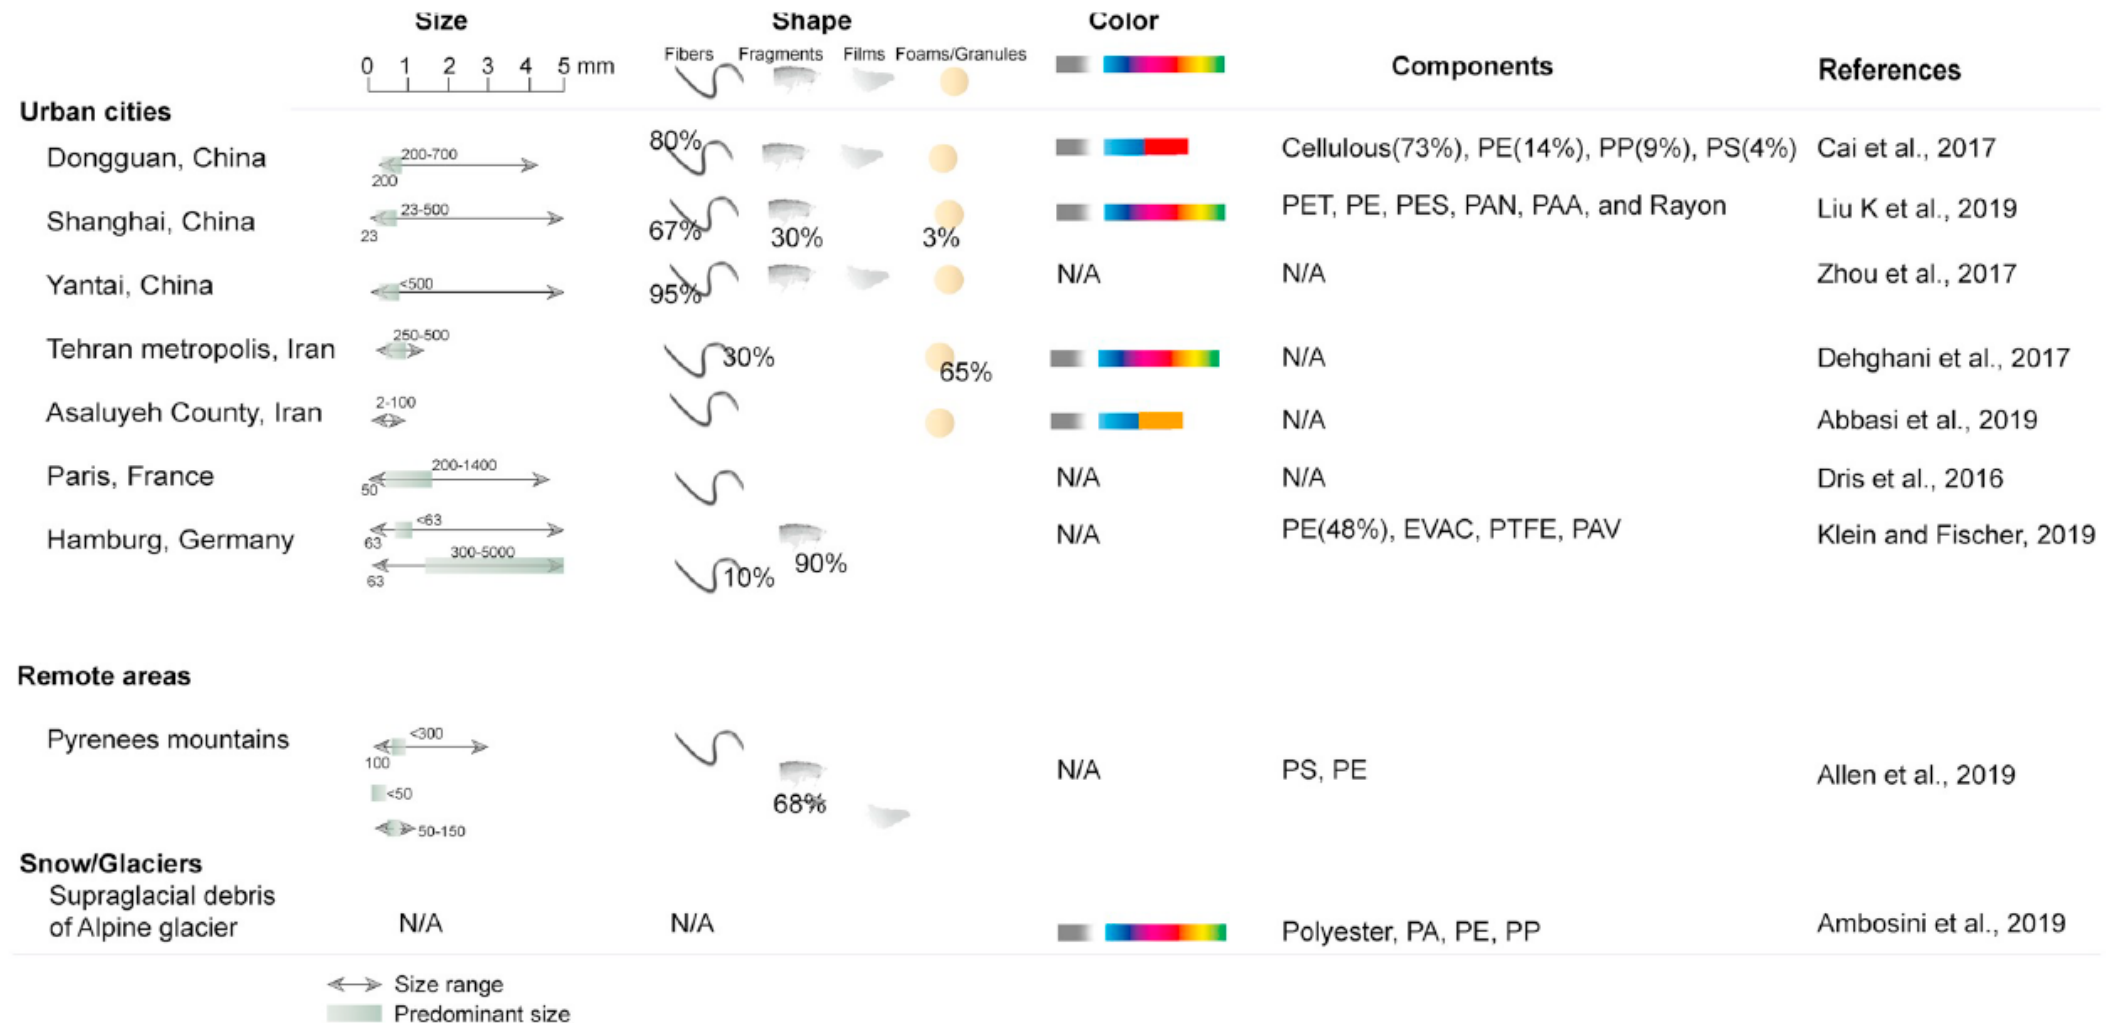 Size Shape Color
Fibers Fragments Films Foams/Granules
0 1 2 3 4 5 mm Components References
Urban cities
Dongguan, China 200-700 200 80% Cellulous(73%), PE(14%), PP(9%), PS(4%) Cai et al., 2017
Shanghai, China 23-500 23 67% 30% 3% PET, PE, PES, PAN, PAA, and Rayon Liu K et al., 2019
Yantai, China <500 95% N/A N/A Zhou et al., 2017
Tehran metropolis, Iran 250-500 30% 65% N/A Dehghani et al., 2017
Asaluyeh County, Iran 2-100 N/A Abbasi et al., 2019
Paris, France 200-1400 50 N/A N/A Dris et al., 2016
Hamburg, Germany <63 63 N/A PE(48%), EVAC, PTFE, PAV Klein and Fischer, 2019
300-5000 63 10% 90%
Remote areas
Pyrenees mountains <300 100 N/A PS, PE Allen et al., 2019
<50 68%
50-150
Snow/Glaciers
Supraglacial debris
of Alpine glacier N/A N/A Polyester, PA, PE, PP Ambosini et al., 2019
Size range
Predominant size